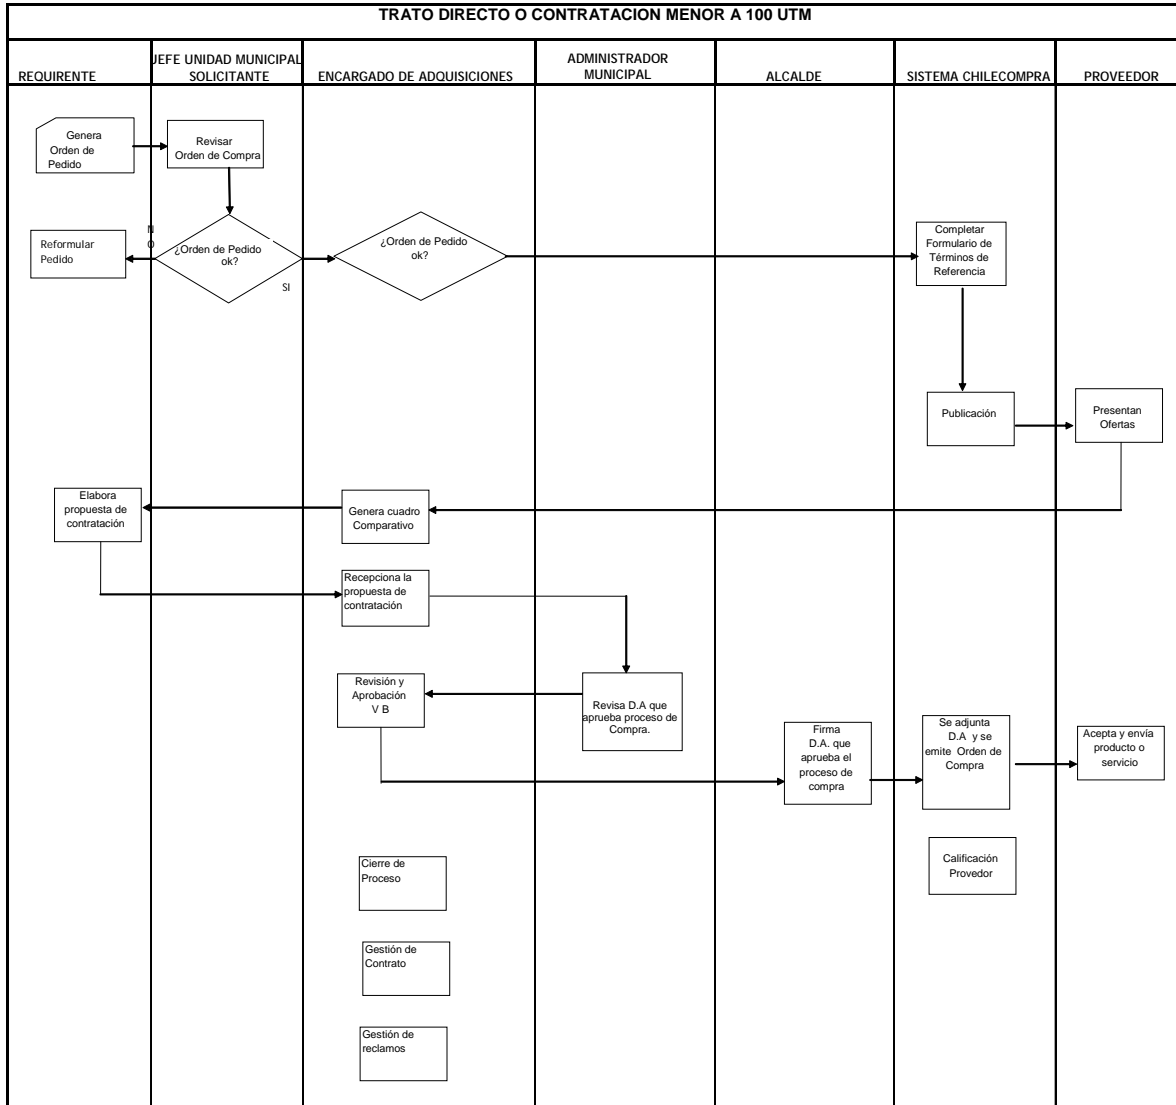 TRATO DIRECTO O CONTRATACION MENOR A 100 UTM
REQUIRENTE
JEFE UNIDAD MUNICIPAL
SOLICITANTE
ENCARGADO DE ADQUISICIONES
ADMINISTRADOR
MUNICIPAL
ALCALDE
SISTEMA CHILECOMPRA
PROVEEDOR
Genera
Orden de
Pedido
Revisar
Orden de Compra
Reformular
Pedido
N
O
¿Orden de Pedido
ok?
SI
¿Orden de Pedido
ok?
Completar
Formulario de
Términos de
Referencia
Publicación
Presentan
Ofertas
Elabora
propuesta de
contratación
Genera cuadro
Comparativo
Recepciona la
propuesta de
contratación
Revisión y
Aprobación
V B
Revisa D.A que
aprueba proceso de
Compra.
Firma
D.A. que
aprueba el
proceso de
compra
Se adjunta
D.A y se
emite Orden de
Compra
Acepta y envía
producto o
servicio
Calificación
Provedor
Cierre de
Proceso
Gestión de
Contrato
Gestión de
reclamos